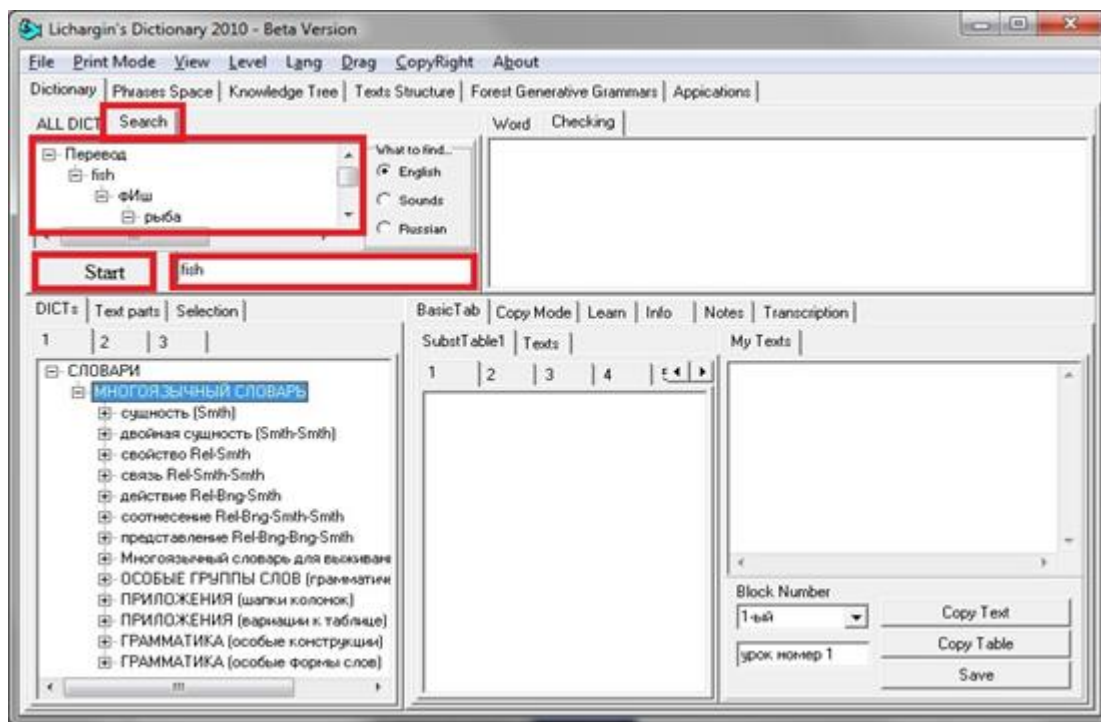 Lichargin's Dictionary 2010 - Beta Version
File Print Mode View Level Lang Drag CopyRight About
Dictionary Phrases Space Knowledge Tree Texts Structure Forest Generative Grammars Appications
ALL DICT Search
Word Checking
Перевод
fish
фИш
рыба
What to find...
English
Sounds
Russian
Start
fish
DICTs Text parts Selection
1 2 3
СЛОВАРИ
МНОГОЯЗЫЧНЫЙ СЛОВАРЬ
сущность (Smth)
двойная сущность (Smth-Smth)
свойство Rel-Smth
связь Rel-Smth-Smth
действие Rel-Bng-Smth
соотнесение Rel-Bng-Smth-Smth
представление Rel-Bng-Bng-Smth
Многоязычный словарь для выживани
ОСОБЫЕ ГРУППЫ СЛОВ (грамматиче
ПРИЛОЖЕНИЯ (шапки колонок)
ПРИЛОЖЕНИЯ (вариации к таблице)
ГРАММАТИКА (особые конструкции)
ГРАММАТИКА (особые формы слов)
BasicTab Copy Mode Learn Info Notes Transcription
SubstTable1 Texts
1 2 3 4
My Texts
Block Number
1-ый
урок номер 1
Copy Text
Copy Table
Save